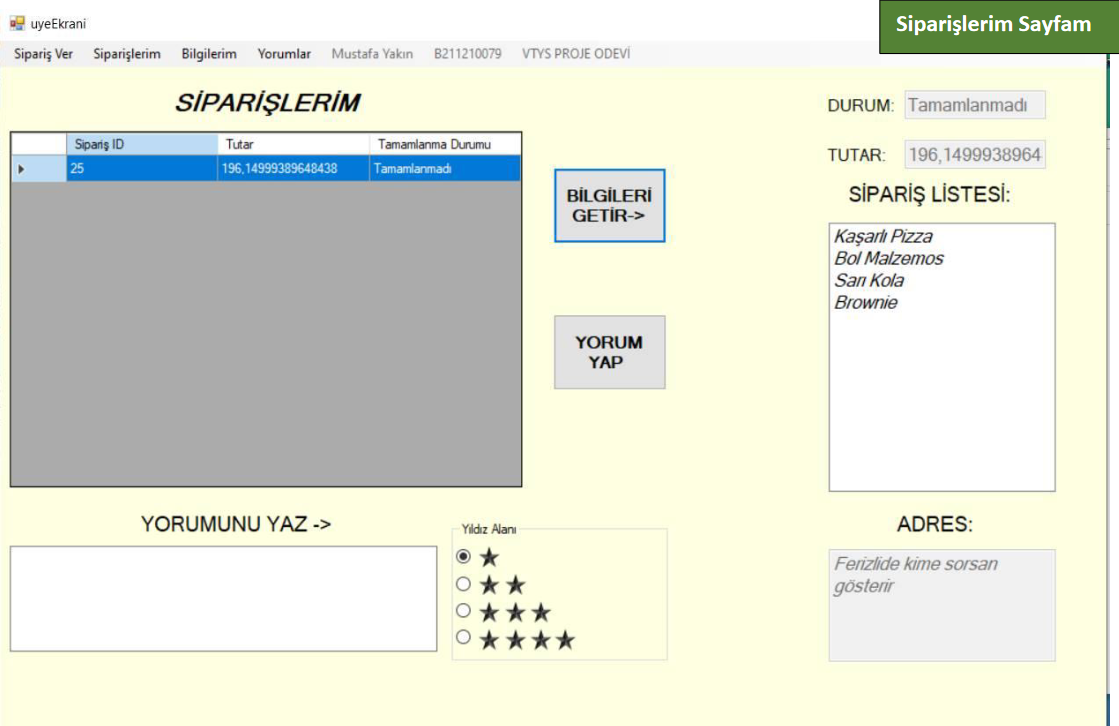 uyeEkrani
Siparişlerim Sayfam
Sipariş Ver Siparişlerim Bilgilerim Yorumlar Mustafa Yakın B211210079 VTYS PROJE ODEVİ
SİPARİŞLERİM
Sipariş ID Tutar Tamamlanma Durumu
25 196,14999389648438 Tamamlanmadı
BİLGİLERİ
GETİR->
YORUM
YAP
DURUM: Tamamlanmadı
TUTAR: 196,1499938964
SİPARİŞ LİSTESİ:
Kaşarlı Pizza
Bol Malzemos
Sarı Kola
Brownie
YORUMUNU YAZ ->
Yıldız Alanı
ADRES:
Ferizlide kime sorsan
gösterir